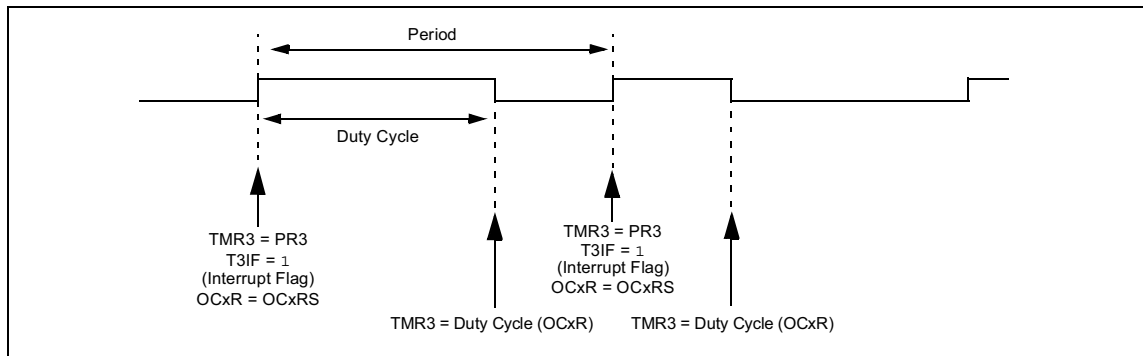 Period
Duty Cycle
TMR3 = PR3
T3IF = 1
(Interrupt Flag)
OCxR = OCxRS
TMR3 = Duty Cycle (OCxR)
TMR3 = PR3
T3IF = 1
(Interrupt Flag)
OCxR = OCxRS
TMR3 = Duty Cycle (OCxR)